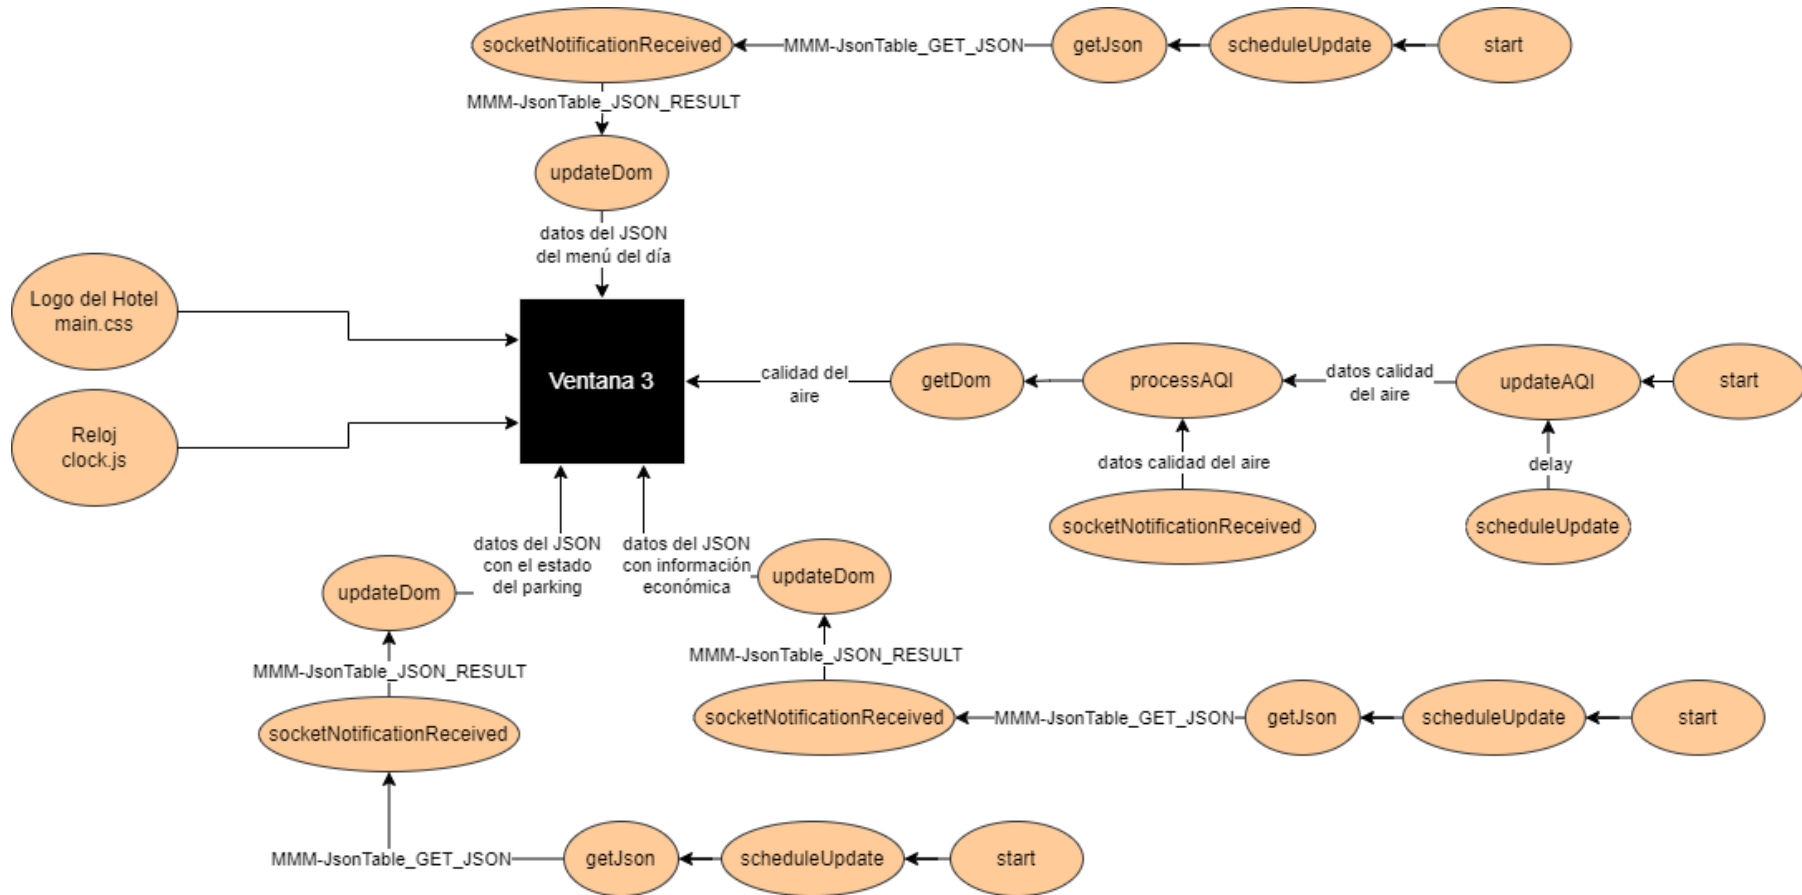 socketNotificationReceived
MMM-JsonTable_GET_JSON
getJson
scheduleUpdate
start
MMM-JsonTable_JSON_RESULT
updateDom
datos del JSON
del menú del día
Logo del Hotel
main.css
Ventana 3
calidad del
aire
getDom
processAQI
datos calidad
del aire
updateAQI
start
Reloj
clock.js
datos calidad del aire
delay
socketNotificationReceived
scheduleUpdate
datos del JSON
con el estado
del parking
datos del JSON
con información
económica
updateDom
updateDom
MMM-JsonTable_JSON_RESULT
MMM-JsonTable_JSON_RESULT
socketNotificationReceived
MMM-JsonTable_GET_JSON
getJson
scheduleUpdate
start
socketNotificationReceived
MMM-JsonTable_GET_JSON
getJson
scheduleUpdate
start